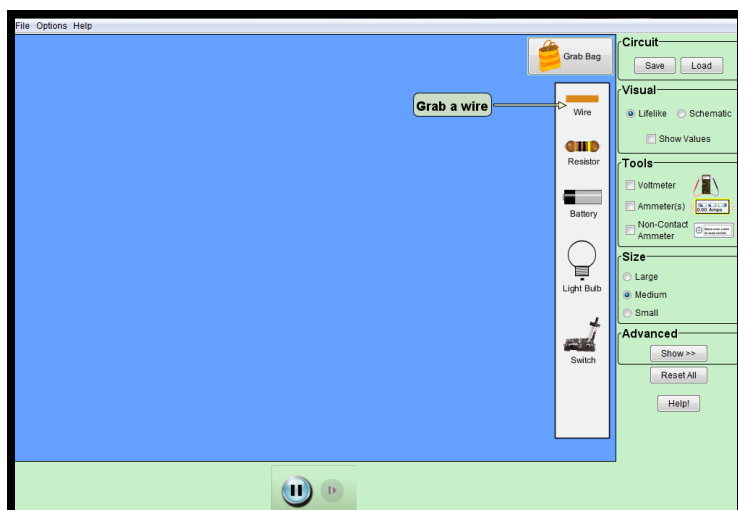 File Options Help
Grab Bag
Grab a wire
Wire
Resistor
Battery
Light Bulb
Switch
Circuit
Save Load
Visual
Lifelike Schematic
Show Values
Tools
Voltmeter
Ammeter(s)
0.00 Amps
Non-Contact
Ammeter
Size
Large
Medium
Small
Advanced
Show >>
Reset All
Help!